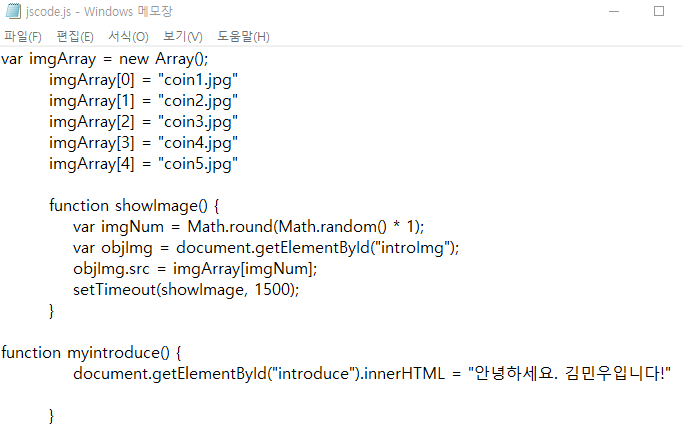 jscode.js - Windows 메모장
파일(F) 편집(E) 서식(O) 보기(V) 도움말(H)
var imgArray = new Array();
imgArray[0] = "coin1.jpg"
imgArray[1] = "coin2.jpg"
imgArray[2] = "coin3.jpg"
imgArray[3] = "coin4.jpg"
imgArray[4] = "coin5.jpg"
function showImage() {
var imgNum = Math.round(Math.random() * 1);
var objImg = document.getElementById("introImg");
objImg.src = imgArray[imgNum];
setTimeout(showImage, 1500);
}
function myintroduce() {
document.getElementById("introduce").innerHTML = "안녕하세요. 김민우입니다!"
}